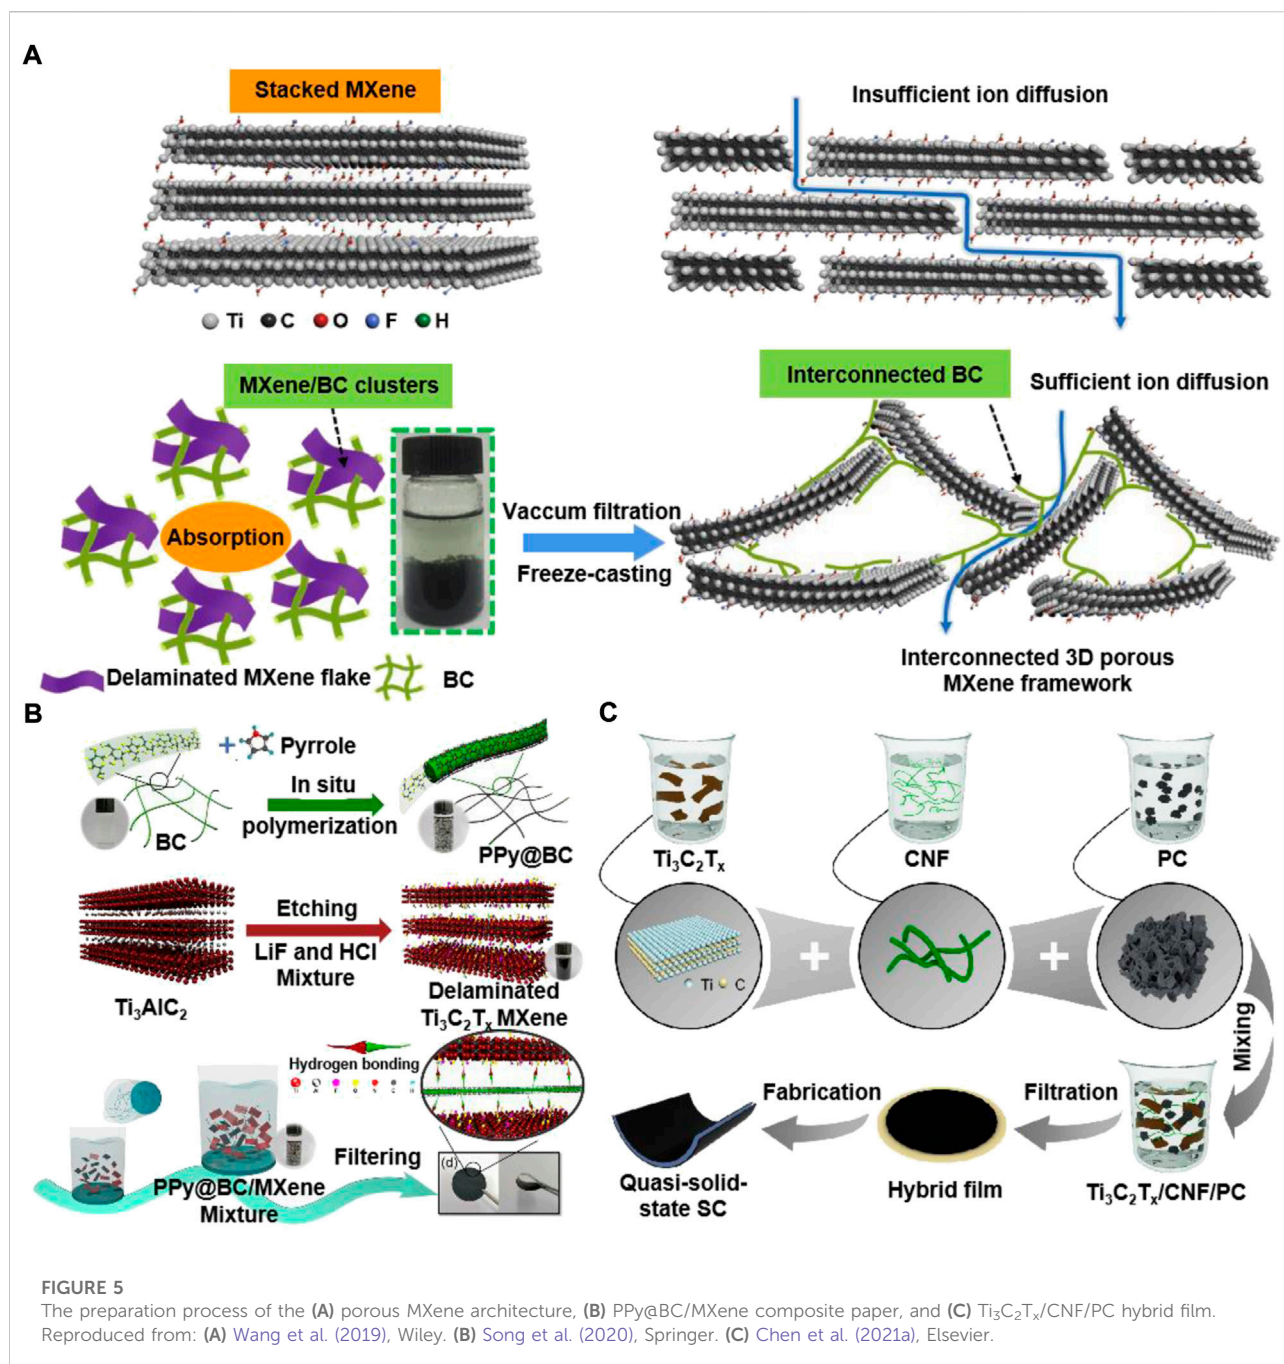 A
Stacked MXene
Insufficient ion diffusion
Ti C O F H
MXene/BC clusters
Interconnected BC
Sufficient ion diffusion
Absorption
Vaccum filtration
Freeze-casting
Delaminated MXene flake
BC
Interconnected 3D porous
MXene framework
B
+ Pyrrole
In situ
polymerization
BC
PPy@BC
Etching
LiF and HCl
Mixture
Ti₃AlC₂
Delaminated
Ti₃C₂Tₓ MXene
Hydrogen bonding
PPy@BC/MXene
Mixture
Filtering
(d)
C
Ti₃C₂Tₓ
CNF
PC
Ti C
+
+
Mixing
Fabrication
Filtration
Quasi-solid-
state SC
Hybrid film
Ti₃C₂Tₓ/CNF/PC
FIGURE 5
The preparation process of the (A) porous MXene architecture, (B) PPy@BC/MXene composite paper, and (C) Ti₃C₂Tₓ/CNF/PC hybrid film.
Reproduced from: (A) Wang et al. (2019), Wiley. (B) Song et al. (2020), Springer. (C) Chen et al. (2021a), Elsevier.